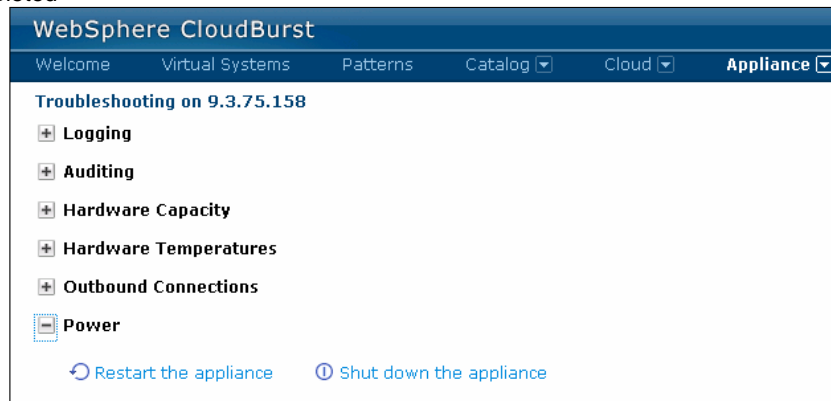 WebSphere CloudBurst
Welcome Virtual Systems Patterns Catalog Cloud Appliance
Troubleshooting on 9.3.75.158
Logging
Auditing
Hardware Capacity
Hardware Temperatures
Outbound Connections
Power
Restart the appliance Shut down the appliance